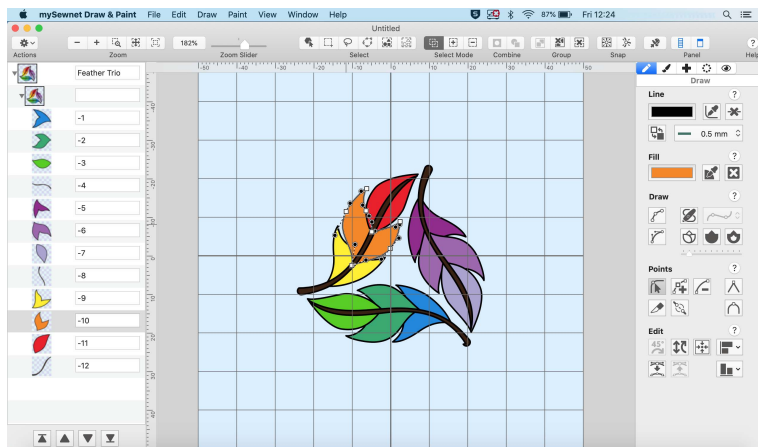 mySewnet Draw & Paint File Edit Draw Paint View Window Help 87% Fri 12:24
Untitled
182%
Actions Zoom Zoom Slider Select Select Mode Combine Group Snap Panel Help
-50 -40 -30 -20 -10 0 10 20 30 40 50
Feather Trio
-1
-2
-3
-4
-5
-6
-7
-8
-9
-10
-11
-12
Draw
Line ?
0.5 mm
Fill ?
Draw ?
Points ?
Edit ?
45°